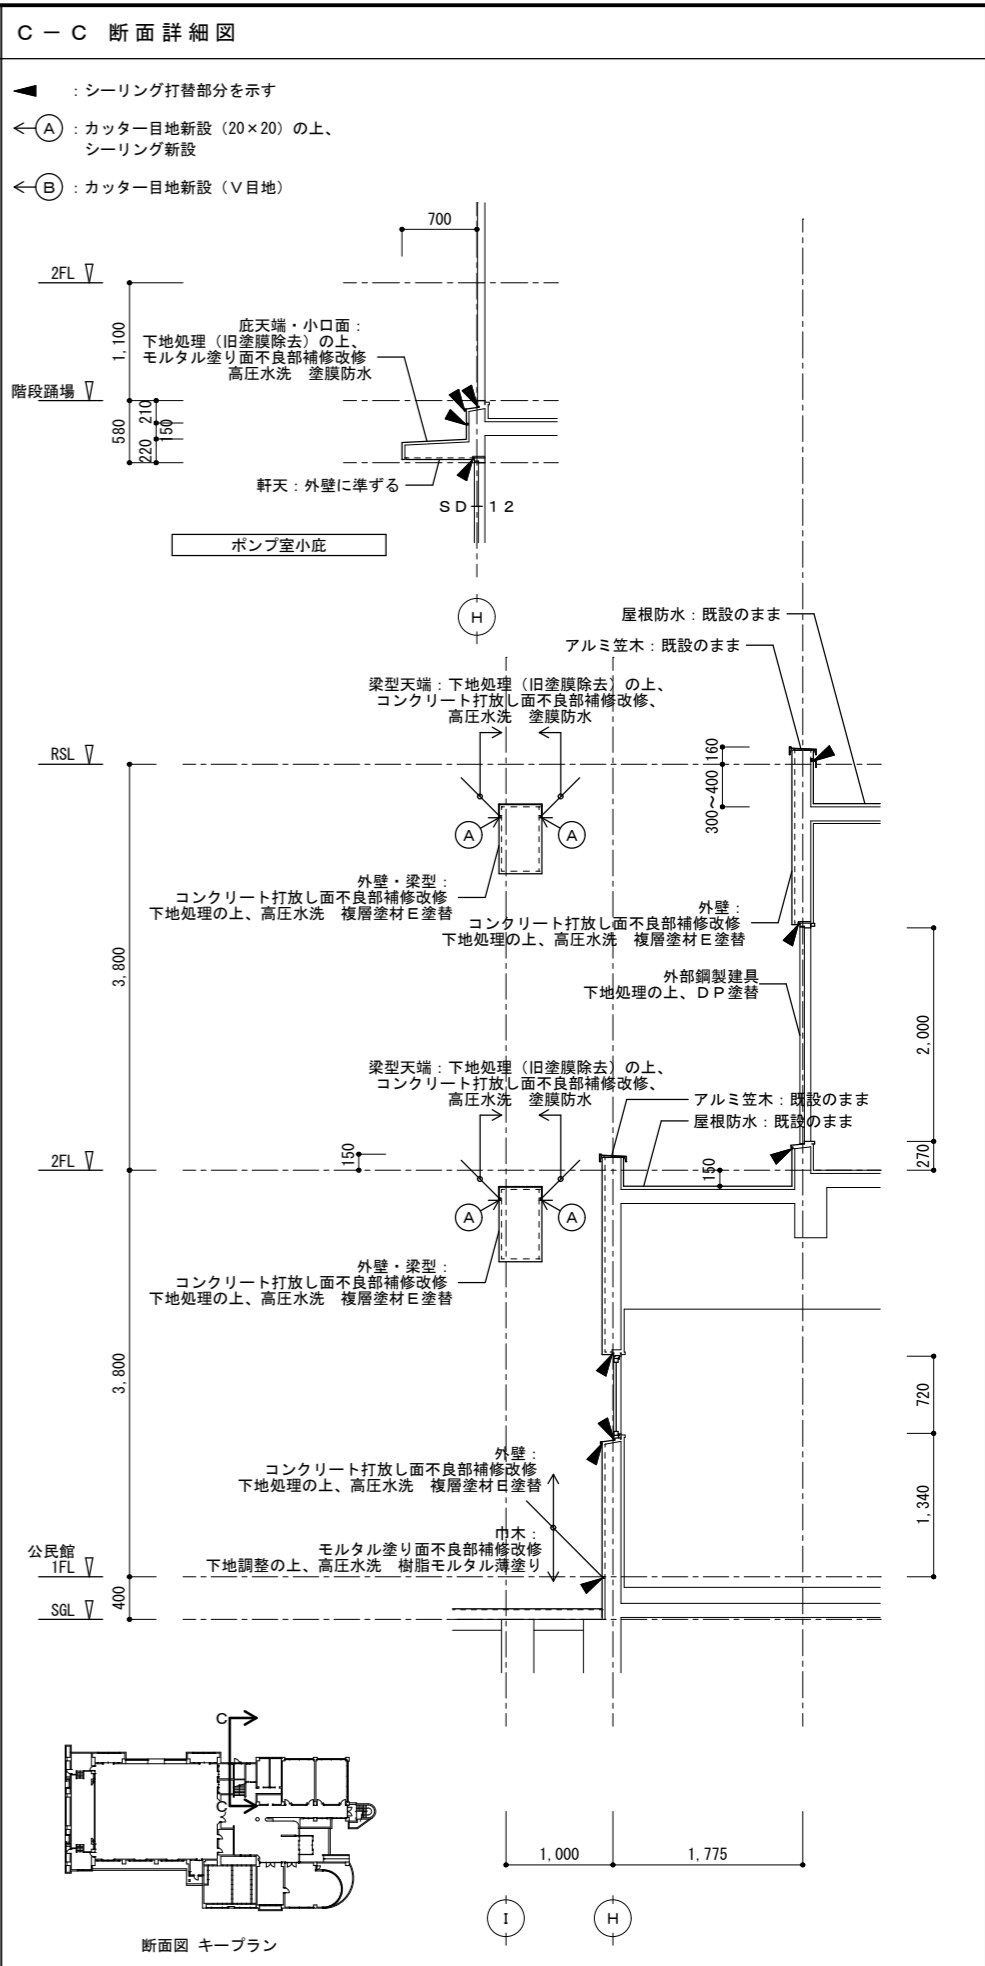 C － C 断面詳細図
：シーリング打替部分を示す
A ：カッター目地新設（20×20）の上、
シーリング新設
B ：カッター目地新設（Ｖ目地）
700
2FL
1,100
庇天端・小口面：
下地処理（旧塗膜除去）の上、
モルタル塗り面不良部補修改修
高圧水洗　塗膜防水
階段踊場
580
210
150
220
軒天：外壁に準ずる
ＳＤ－１２
ポンプ室小庇
H
屋根防水：既設のまま
アルミ笠木：既設のまま
梁型天端：下地処理（旧塗膜除去）の上、
コンクリート打放し面不良部補修改修、
高圧水洗　塗膜防水
RSL
160
300～400
A
A
外壁・梁型：
コンクリート打放し面不良部補修改修
下地処理の上、高圧水洗　複層塗材Ｅ塗替
外壁：
コンクリート打放し面不良部補修改修
下地処理の上、高圧水洗　複層塗材Ｅ塗替
3,800
外部鋼製建具
下地処理の上、ＤＰ塗替
2,000
梁型天端：下地処理（旧塗膜除去）の上、
コンクリート打放し面不良部補修改修、
高圧水洗　塗膜防水
アルミ笠木：既設のまま
屋根防水：既設のまま
2FL
150
150
270
A
A
外壁・梁型：
コンクリート打放し面不良部補修改修
下地処理の上、高圧水洗　複層塗材Ｅ塗替
3,800
720
外壁：
コンクリート打放し面不良部補修改修
下地処理の上、高圧水洗　複層塗材Ｅ塗替
1,340
巾木：
モルタル塗り面不良部補修改修
下地調整の上、高圧水洗　樹脂モルタル薄塗り
公民館
1FL
400
SGL
C
C
1,000
1,775
I
H
断面図 キープラン